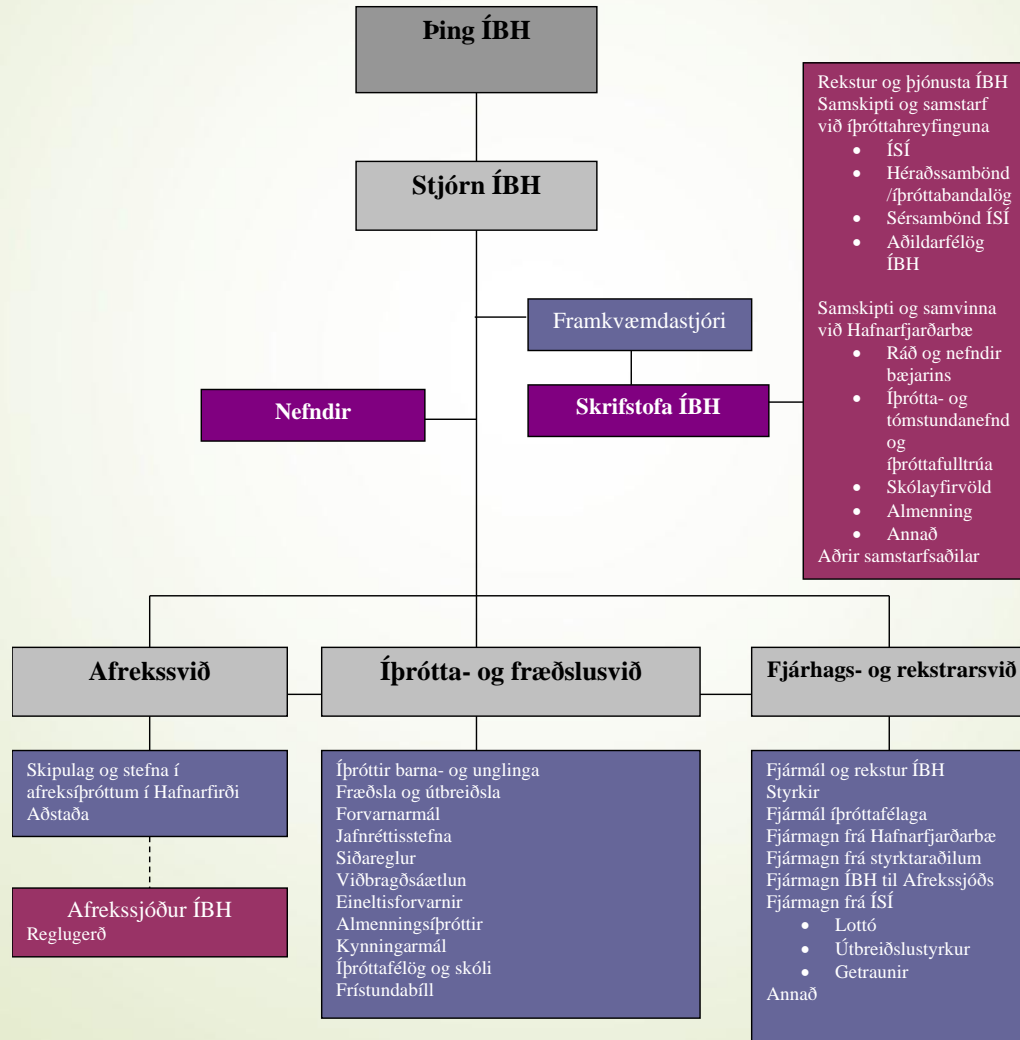 Þing ÍBH
Stjórn ÍBH
Framkvæmdastjóri
Nefndir
Skrifstofa ÍBH
Rekstur og þjónusta ÍBH
Samskipti og samstarf
við íþróttahreyfinguna
• ÍSÍ
• Héraðssambönd
/íþróttabandalög
• Sérsambönd ÍSÍ
• Aðildarfélög
ÍBH
Samskipti og samvinna
við Hafnarfjarðarbæ
• Ráð og nefndir
bæjarins
• Íþrótta- og
tómstundanefnd
og
íþróttafulltrúa
• Skólayfirvöld
• Almenning
• Annað
Aðrir samstarfsaðilar
Afrekssvið
Skipulag og stefna í
afreksíþróttum í Hafnarfirði
Aðstaða
Afrekssjóður ÍBH
Reglugerð
Íþrótta- og fræðslusvið
Íþróttir barna- og unglinga
Fræðsla og útbreiðsla
Forvarnarmál
Jafnréttisstefna
Siðareglur
Viðbragðsáætlun
Eineltisforvarnir
Almenningsíþróttir
Kynningarmál
Íþróttafélög og skóli
Frístundabíll
Fjárhags- og rekstrarsvið
Fjármál og rekstur ÍBH
Styrkir
Fjármál íþróttafélaga
Fjármagn frá Hafnarfjarðarbæ
Fjármagn frá styrktaraðilum
Fjármagn ÍBH til Afrekssjóðs
Fjármagn frá ÍSÍ
• Lottó
• Útbreiðslustyrkur
• Getraunir
Annað